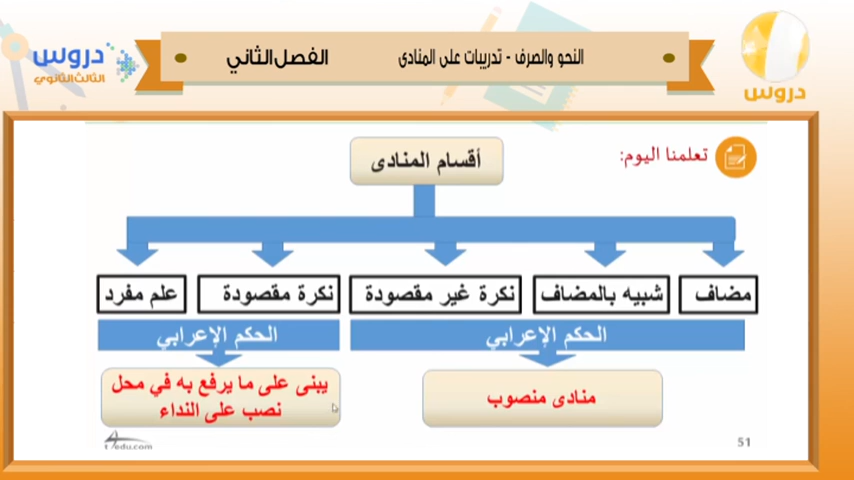 النحو والصرف - تدريبات على المنادى
الفصل الثاني
دروس
الثالث الثانوي
دروس
تعلمنا اليوم:
أقسام المنادى
مضاف
شبيه بالمضاف
نكرة غير مقصودة
نكرة مقصودة
علم مفرد
الحكم الإعرابي
الحكم الإعرابي
منادى منصوب
يبنى على ما يرفع به في محل
نصب على النداء
t4edu.com
51